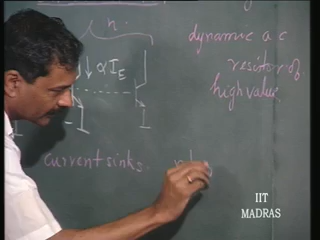 n
dynamic a c
αI_E
resistor of
high value
current sinks.
IIT
MADRAS